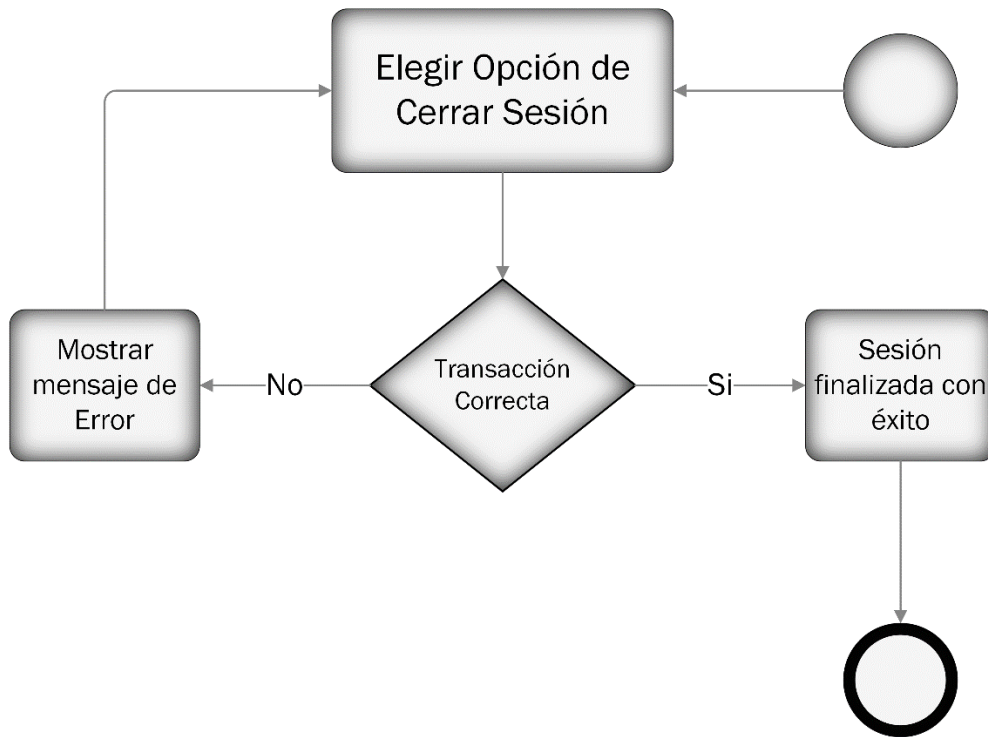 Elegir Opción de
Cerrar Sesión
Mostrar
mensaje de
Error
No
Transacción
Correcta
Si
Sesión
finalizada con
éxito